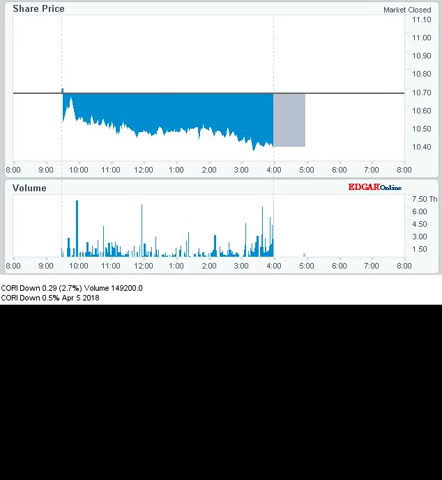 Share Price
Market Closed
11.10
11.00
10.90
10.80
10.70
10.60
10.50
10.40
8:00 10:00 11:00 12:00 1:00 2:00 3:00 4:00 5:00 6:00 7:00 8:00
Volume
EDGAROnline
7.50 Th
6.00
4.50
3.00
1.50
8:00 10:00 11:00 12:00 1:00 2:00 3:00 4:00 5:00 6:00 7:00 8:00
CORI Down 0.29 (2.7%) Volume 149200.0
CORI Down 0.5% Apr 5 2018